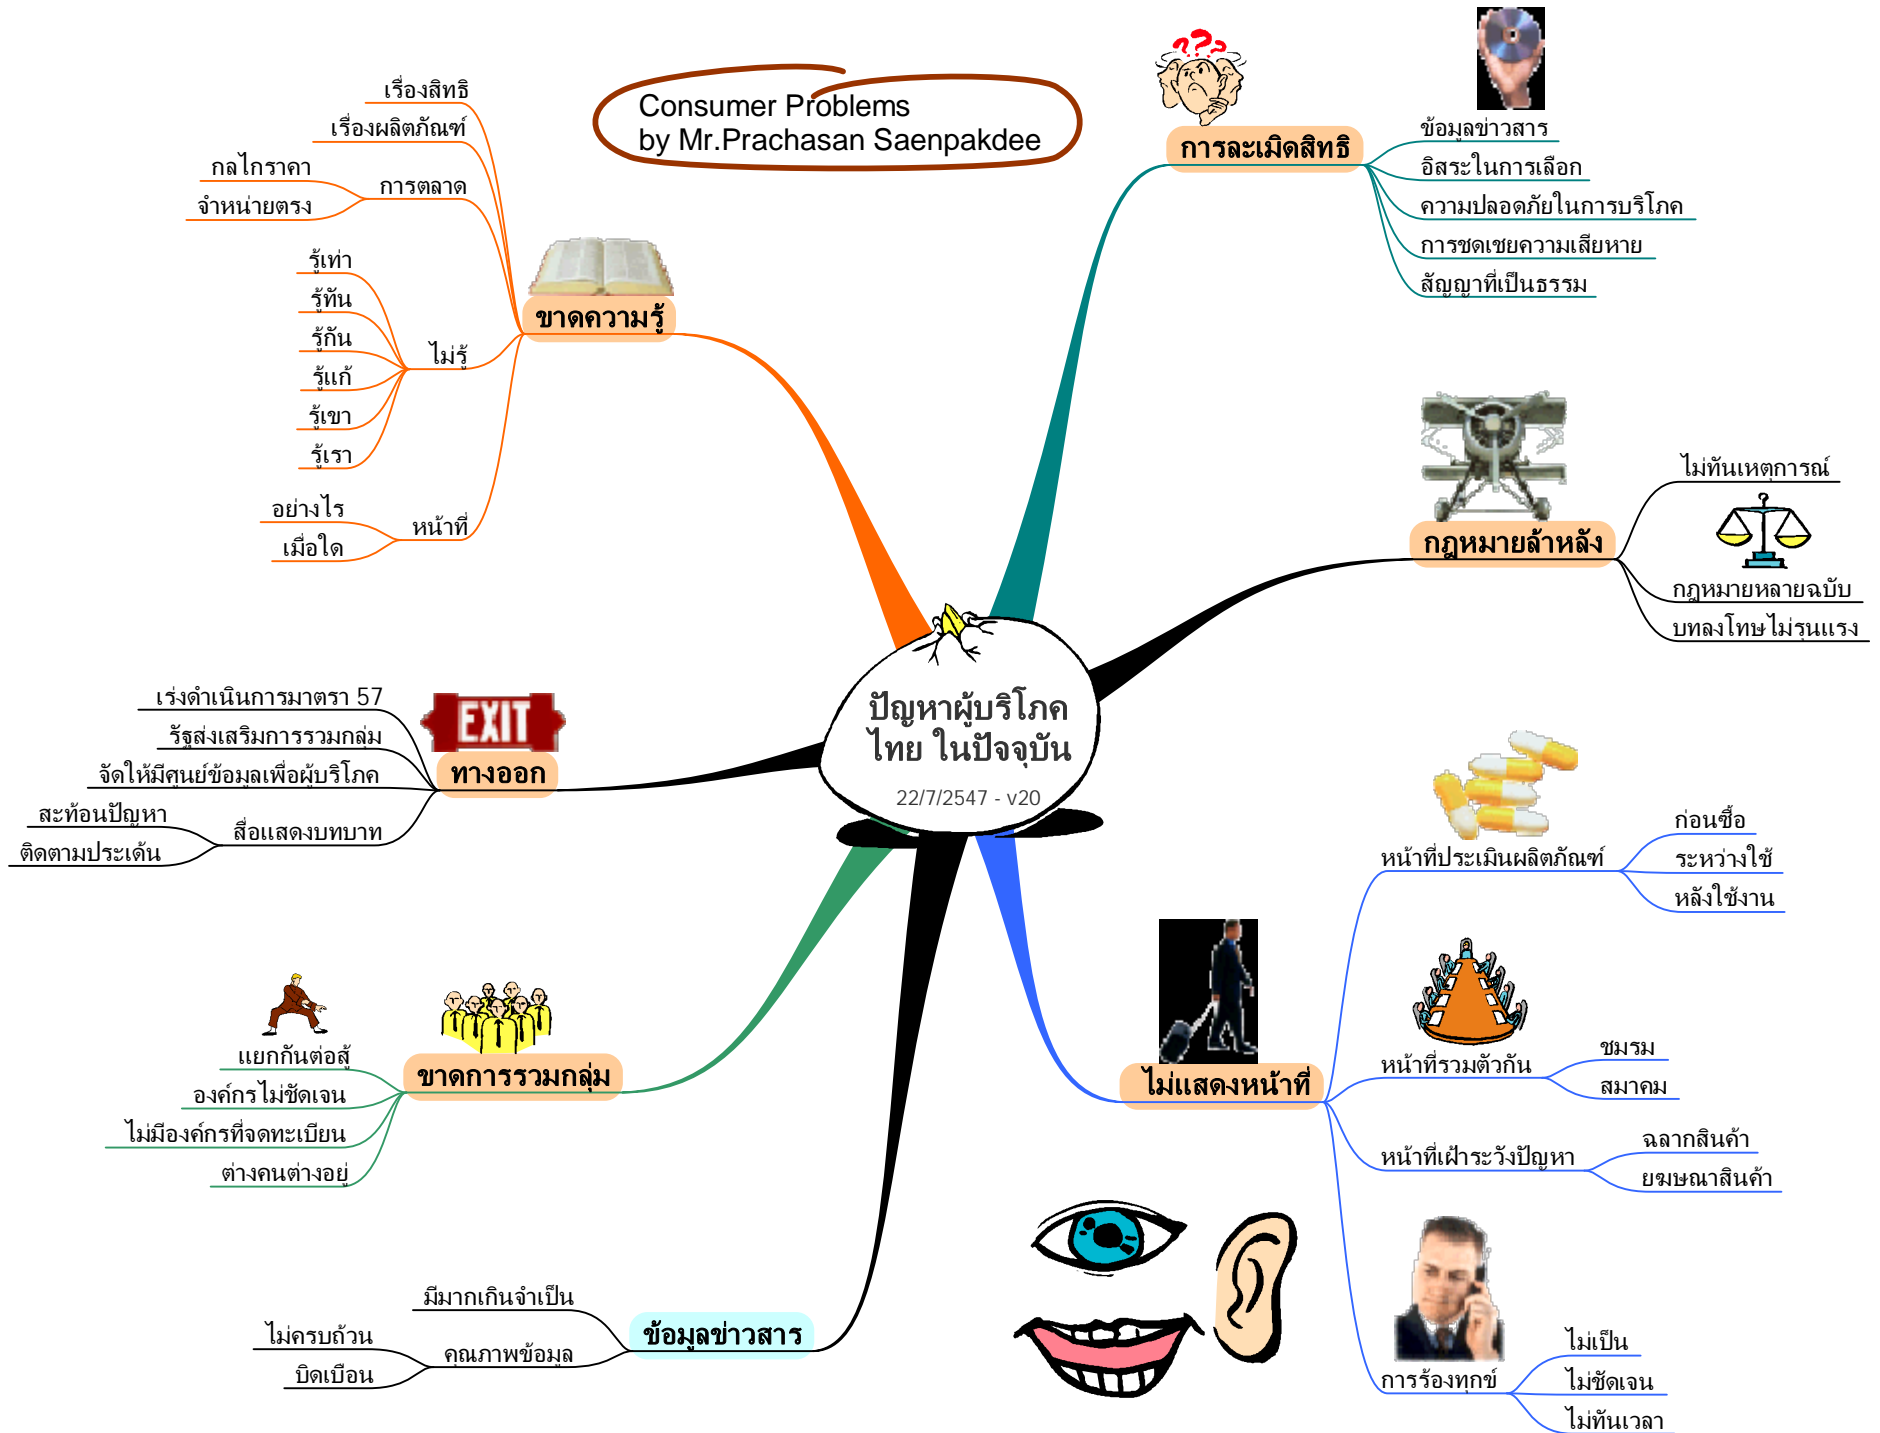 Consumer Problems
by Mr.Prachasan Saenpakdee
ปัญหาผู้บริโภค
ไทย ในปัจจุบัน
22/7/2547 - v20
การละเมิดสิทธิ
ข้อมูลข่าวสาร
อิสระในการเลือก
ความปลอดภัยในการบริโภค
การชดเชยความเสียหาย
สัญญาที่เป็นธรรม
กฎหมายล้าหลัง
ไม่ทันเหตุการณ์
กฎหมายหลายฉบับ
บทลงโทษไม่รุนแรง
ไม่แสดงหน้าที่
หน้าที่ประเมินผลิตภัณฑ์
ก่อนซื้อ
ระหว่างใช้
หลังใช้งาน
หน้าที่รวมตัวกัน
ชมรม
สมาคม
หน้าที่เฝ้าระวังปัญหา
ฉลากสินค้า
ยฆษณาสินค้า
การร้องทุกข์
ไม่เป็น
ไม่ชัดเจน
ไม่ทันเวลา
ข้อมูลข่าวสาร
มีมากเกินจำเป็น
คุณภาพข้อมูล
ไม่ครบถ้วน
บิดเบือน
ขาดการรวมกลุ่ม
แยกกันต่อสู้
องค์กรไม่ชัดเจน
ไม่มีองค์กรที่จดทะเบียน
ต่างคนต่างอยู่
EXIT
ทางออก
เร่งดำเนินการมาตรา 57
รัฐส่งเสริมการรวมกลุ่ม
จัดให้มีศูนย์ข้อมูลเพื่อผู้บริโภค
สื่อแสดงบทบาท
สะท้อนปัญหา
ติดตามประเด้น
ขาดความรู้
เรื่องสิทธิ
เรื่องผลิตภัณฑ์
การตลาด
กลไกราคา
จำหน่ายตรง
ไม่รู้
รู้เท่า
รู้ทัน
รู้กัน
รู้แก้
รู้เขา
รู้เรา
หน้าที่
อย่างไร
เมื่อใด
???